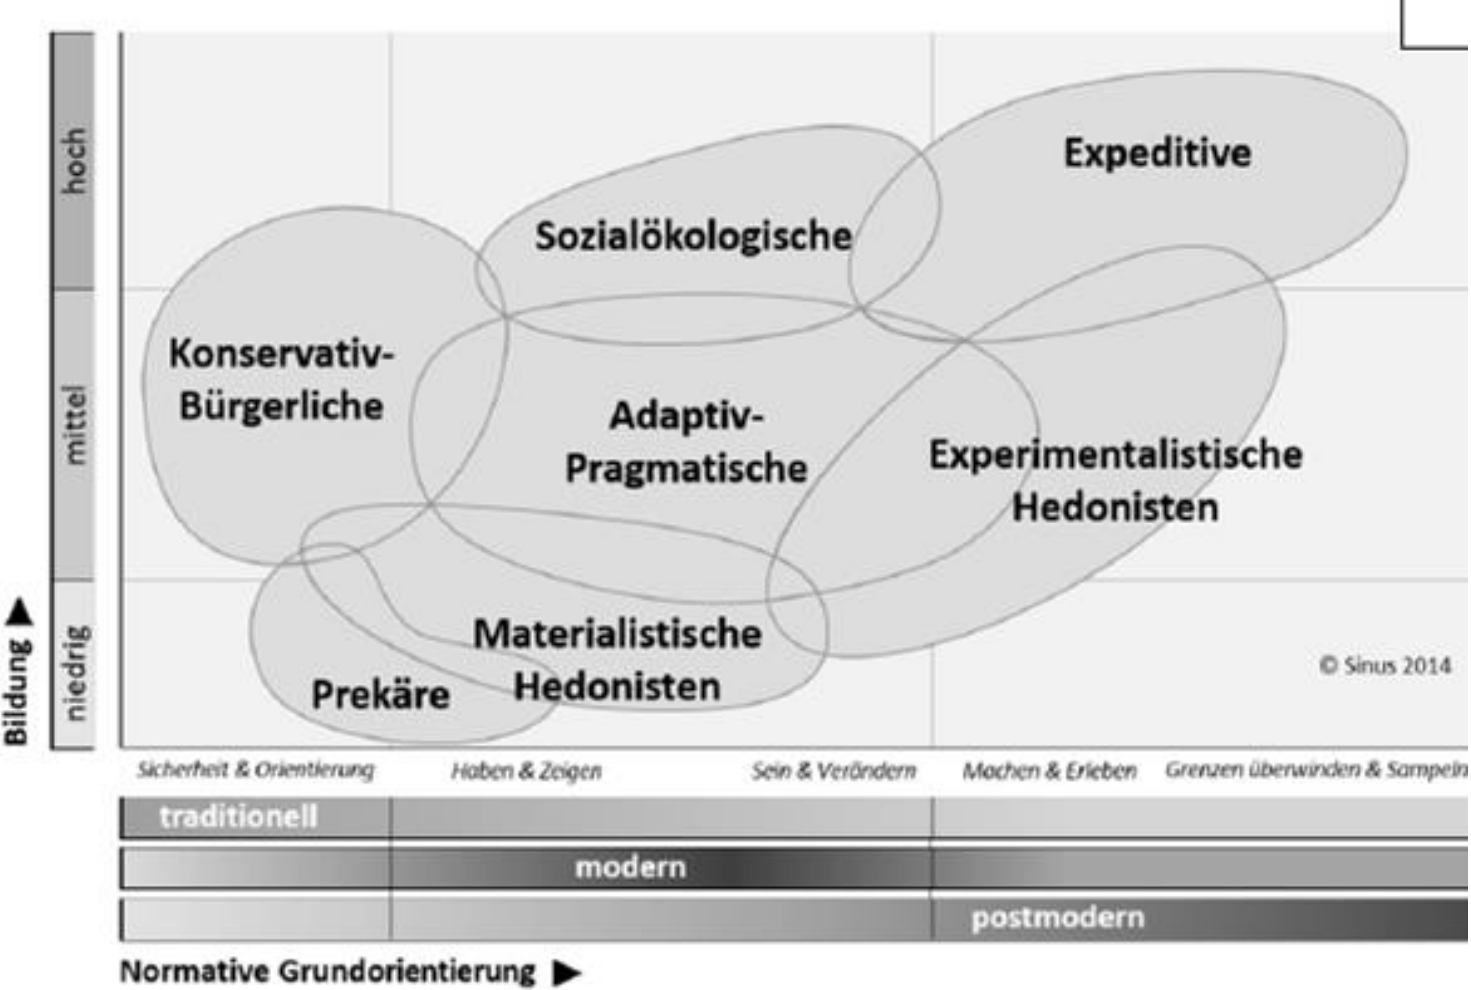 hoch
Expeditive
Sozialökologische
mittel
Konservativ-
Bürgerliche
Adaptiv-
Pragmatische
Experimentalistische
Hedonisten
Bildung ▶
niedrig
Materialistische
Hedonisten
Prekäre
© Sinus 2014
Sicherheit & Orientierung
Haben & Zeigen
Sein & Verändern
Machen & Erleben
Grenzen überwinden & Sampeln
traditionell
modern
postmodern
Normative Grundorientierung ▶